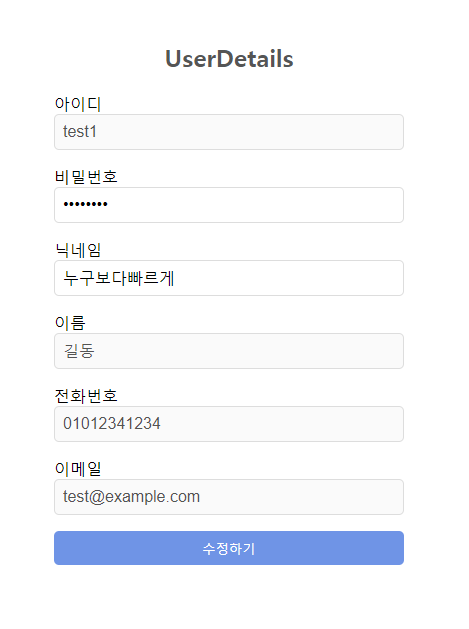 UserDetails
아이디
test1
비밀번호
••••••••
닉네임
누구보다빠르게
이름
길동
전화번호
01012341234
이메일
test@example.com
수정하기